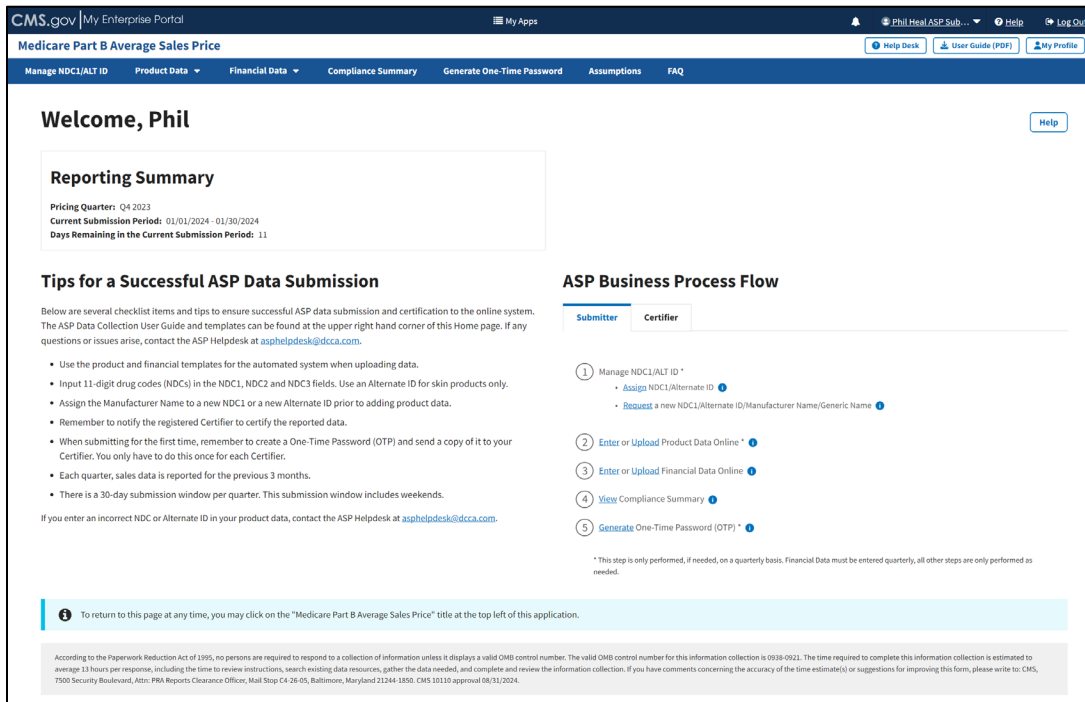 CMS.gov My Enterprise Portal
My Apps
Phil Heal ASP Sub... Help Log Out
Medicare Part B Average Sales Price
Help Desk User Guide (PDF) My Profile
Manage NDC1/ALT ID Product Data Financial Data Compliance Summary Generate One-Time Password Assumptions FAQ
Welcome, Phil
Help
Reporting Summary
Pricing Quarter: Q4 2023
Current Submission Period: 01/01/2024 - 01/30/2024
Days Remaining in the Current Submission Period: 11
Tips for a Successful ASP Data Submission
Below are several checklist items and tips to ensure successful ASP data submission and certification to the online system.
The ASP Data Collection User Guide and templates can be found at the upper right hand corner of this Home page. If any
questions or issues arise, contact the ASP Helpdesk at asphelpdesk@dcca.com.
• Use the product and financial templates for the automated system when uploading data.
• Input 11-digit drug codes (NDCs) in the NDC1, NDC2 and NDC3 fields. Use an Alternate ID for skin products only.
• Assign the Manufacturer Name to a new NDC1 or a new Alternate ID prior to adding product data.
• Remember to notify the registered Certifier to certify the reported data.
• When submitting for the first time, remember to create a One-Time Password (OTP) and send a copy of it to your
Certifier. You only have to do this once for each Certifier.
• Each quarter, sales data is reported for the previous 3 months.
• There is a 30-day submission window per quarter. This submission window includes weekends.
If you enter an incorrect NDC or Alternate ID in your product data, contact the ASP Helpdesk at asphelpdesk@dcca.com.
ASP Business Process Flow
Submitter Certifier
1 Manage NDC1/ALT ID *
• Assign NDC1/Alternate ID
• Request a new NDC1/Alternate ID/Manufacturer Name/Generic Name
2 Enter or Upload Product Data Online *
3 Enter or Upload Financial Data Online
4 View Compliance Summary
5 Generate One-Time Password (OTP) *
* This step is only performed, if needed, on a quarterly basis. Financial Data must be entered quarterly, all other steps are only performed as
needed.
To return to this page at any time, you may click on the "Medicare Part B Average Sales Price" title at the top left of this application.
According to the Paperwork Reduction Act of 1995, no persons are required to respond to a collection of information unless it displays a valid OMB control number. The valid OMB control number for this information collection is 0938-0921. The time required to complete this information collection is estimated to
average 13 hours per response, including the time to review instructions, search existing data resources, gather the data needed, and complete and review the information collection. If you have comments concerning the accuracy of the time estimate(s) or suggestions for improving this form, please write to: CMS,
7500 Security Boulevard, Attn: PRA Reports Clearance Officer, Mail Stop C4-26-05, Baltimore, Maryland 21244-1850. CMS 10110 approval 08/31/2024.